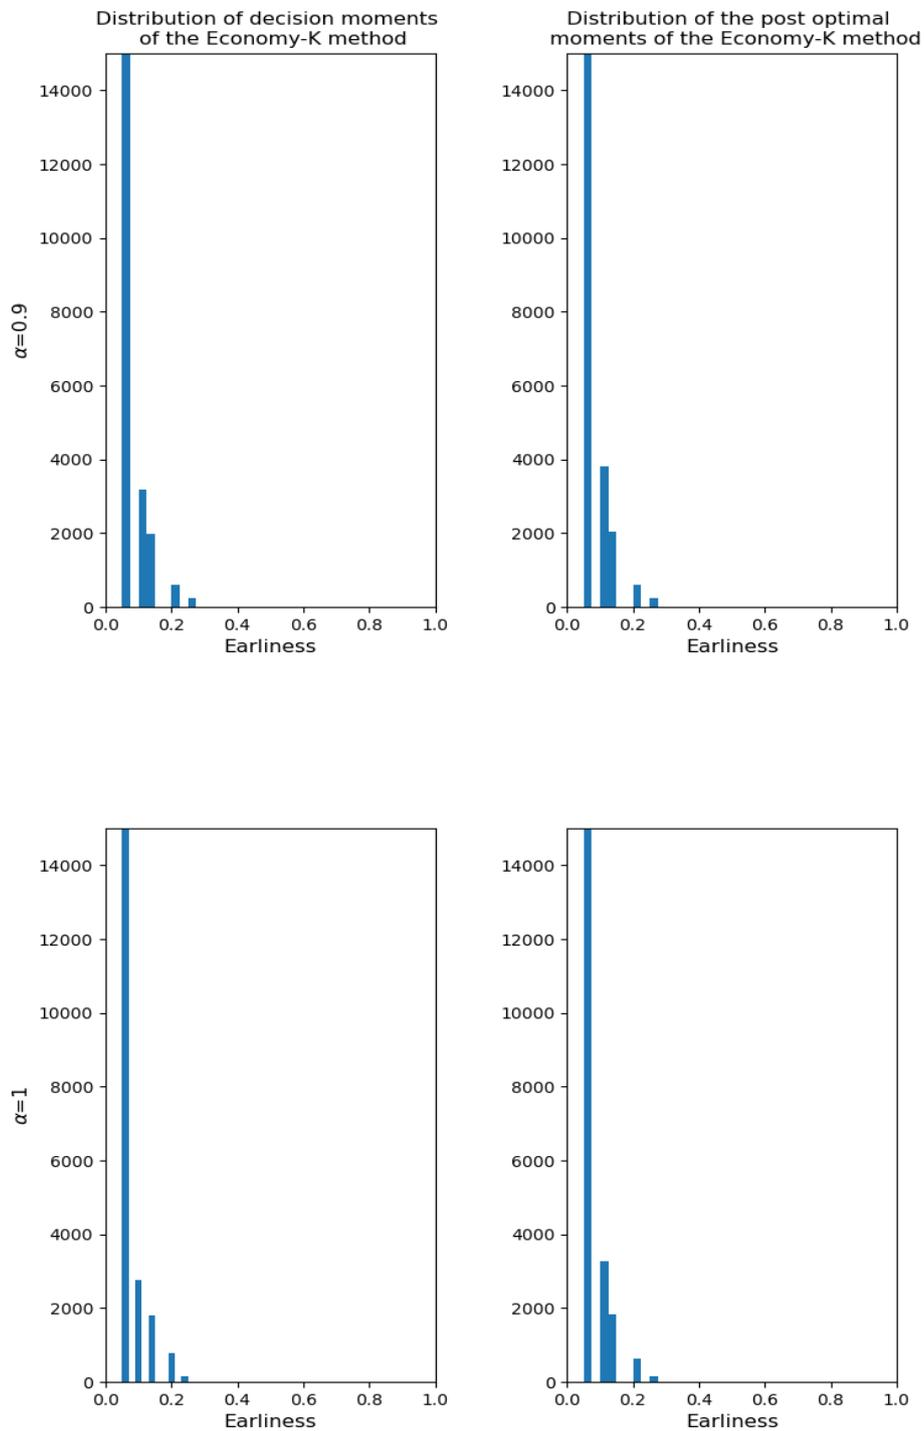 Distribution of decision moments
of the Economy-K method
Distribution of the post optimal
moments of the Economy-K method
14000
12000
10000
8000
6000
4000
2000
0
α=0.9
0.0 0.2 0.4 0.6 0.8 1.0
Earliness
14000
12000
10000
8000
6000
4000
2000
0
0.0 0.2 0.4 0.6 0.8 1.0
Earliness
14000
12000
10000
8000
6000
4000
2000
0
α=1
0.0 0.2 0.4 0.6 0.8 1.0
Earliness
14000
12000
10000
8000
6000
4000
2000
0
0.0 0.2 0.4 0.6 0.8 1.0
Earliness